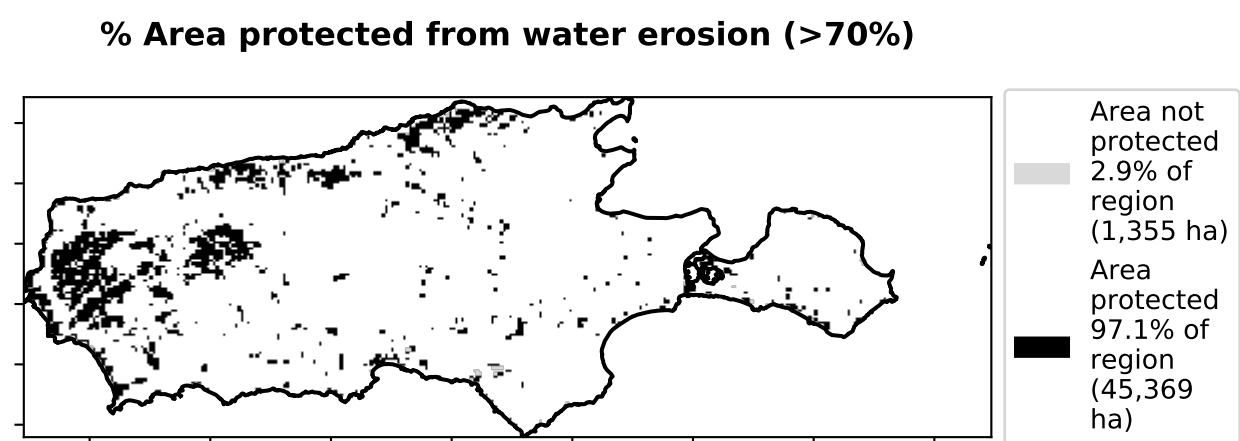 % Area protected from water erosion (>70%)
Area not
protected
2.9% of
region
(1,355 ha)
Area
protected
97.1% of
region
(45,369
ha)